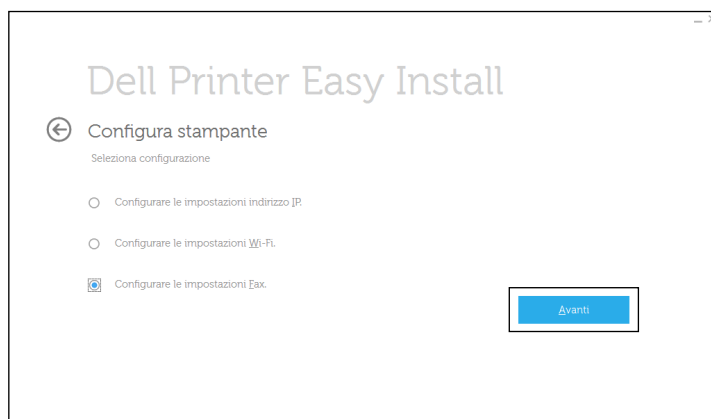 Dell Printer Easy Install
Configura stampante
Seleziona configurazione
Configurare le impostazioni indirizzo IP.
Configurare le impostazioni Wi-Fi.
Configurare le impostazioni Fax.
Avanti